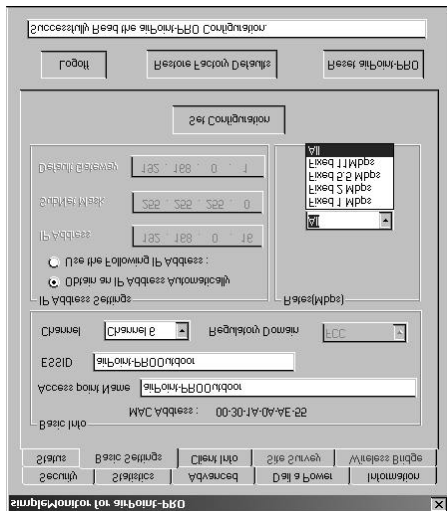 simpleMonitor for airPoint-PRO
Security Statistics Advanced Dail a Power Information
Status Basic Settings Client Info Site Survey Wireless Bridge
Basic Info
MAC Address : 00-30-1A-0A-AE-55
Access point Name airPoint-PROOutdoor
ESSID airPoint-PROOutdoor
Channel Channel 6 Regulatory Domain FCC
IP Address Settings
Obtain an IP Address Automatically
Use the Following IP Address :
IP Address 192 . 168 . 0 . 16
SubNet Mask 255 . 255 . 255 . 0
Default Gateway 192 . 168 . 0 . 1
Rates(Mbps)
All
Fixed 1 Mbps
Fixed 2 Mbps
Fixed 5.5 Mbps
Fixed 11Mbps
All
Set Configuration
Logoff Restore Factory Defaults Reset airPoint-PRO
Successfully Read the airPoint-PRO Configuration.